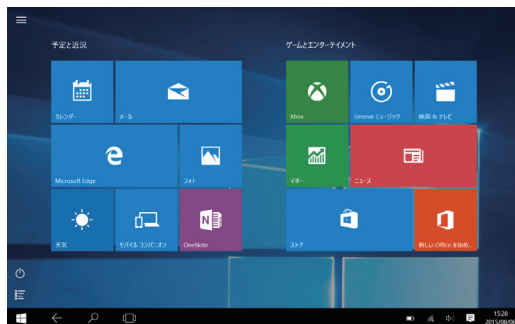 予定と近況
ゲームとエンターテイメント
カレンダー
メール
Xbox
Groove ミュージック
映画 & テレビ
Microsoft Edge
フォト
マネー
ニュース
天気
モバイル コンパニオン
OneNote
ストア
新しい Office を始め...
15:28
2015/08/06